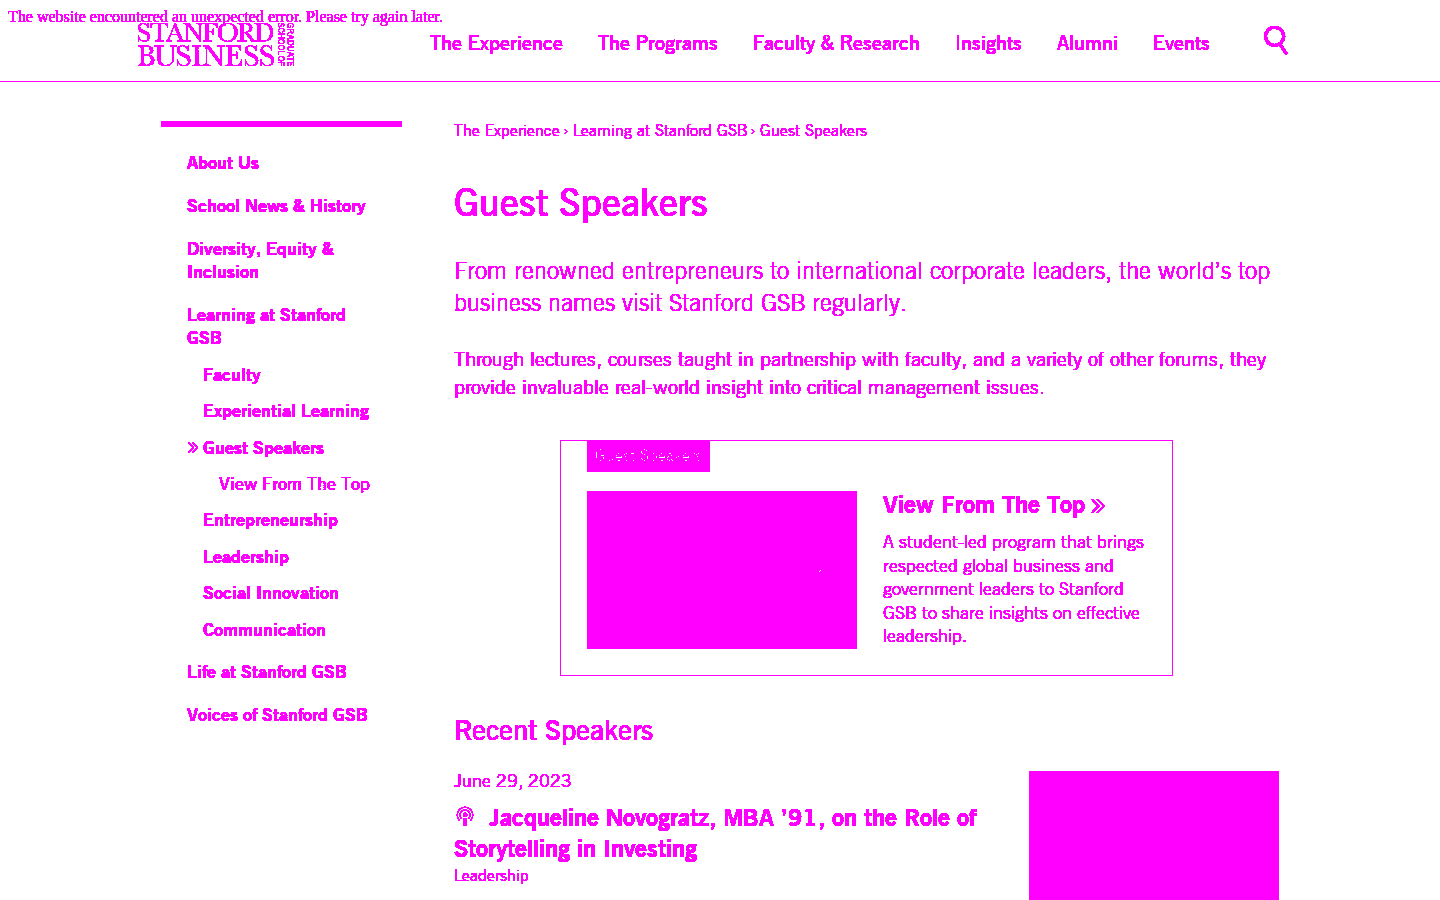 The website encountered an unexpected error. Please try again later.
STANFORD
BUSINESS
GRADUATE
SCHOOL OF
The Experience
The Programs
Faculty & Research
Insights
Alumni
Events
About Us
School News & History
Diversity, Equity &
Inclusion
Learning at Stanford
GSB
Faculty
Experiential Learning
» Guest Speakers
View From The Top
Entrepreneurship
Leadership
Social Innovation
Communication
Life at Stanford GSB
Voices of Stanford GSB
The Experience › Learning at Stanford GSB › Guest Speakers
Guest Speakers
From renowned entrepreneurs to international corporate leaders, the world’s top
business names visit Stanford GSB regularly.
Through lectures, courses taught in partnership with faculty, and a variety of other forums, they
provide invaluable real-world insight into critical management issues.
Guest Speakers
View From The Top »
A student-led program that brings
respected global business and
government leaders to Stanford
GSB to share insights on effective
leadership.
Recent Speakers
June 29, 2023
Jacqueline Novogratz, MBA ’91, on the Role of
Storytelling in Investing
Leadership